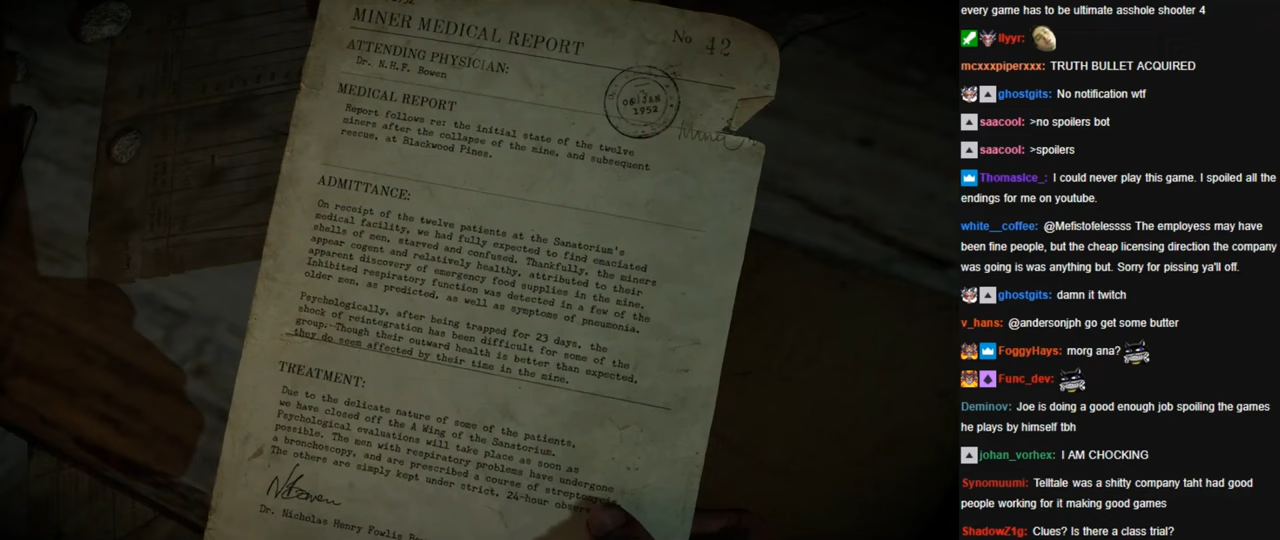 MINER MEDICAL REPORT
No 42
ATTENDING PHYSICIAN:
Dr. N.H.F. Bowen
06 JAN
1952
MEDICAL REPORT
Report follows re: the initial state of the twelve
miners after the collapse of the mine, and subsequent
rescue, at Blackwood Pines.
ADMITTANCE:
On receipt of the twelve patients at the Sanatorium's
medical facility, we had fully expected to find emaciated
shells of men, starved and confused. Thankfully, the miners
appear cogent and relatively healthy, attributed to their
apparent discovery of emergency food supplies in the mine.
Inhibited respiratory function was detected in a few of the
older men, as predicted, as well as symptoms of pneumonia.
Psychologically, after being trapped for 23 days, the
shock of reintegration has been difficult for some of the
group. Though their outward health is better than expected,
they do seem affected by their time in the mine.
TREATMENT:
Due to the delicate nature of some of the patients,
we have closed off the A Wing of the Sanatorium.
Psychological evaluations will take place as soon as
possible. The men with respiratory problems have undergone
a bronchoscopy, and are prescribed a course of streptomycin.
The others are simply kept under strict, 24-hour
NBowen
Dr. Nicholas Henry Fowlis
every game has to be ultimate asshole shooter 4
llyyr:
mcxxxpiperxxx: TRUTH BULLET ACQUIRED
ghostgits: No notification wtf
saacool: >no spoilers bot
saacool: >spoilers
ThomasIce_: I could never play this game. I spoiled all the
endings for me on youtube.
white__coffee: @Mefistofelessss The employess may have
been fine people, but the cheap licensing direction the company
was going is was anything but. Sorry for pissing ya'll off.
ghostgits: damn it twitch
v_hans: @andersonjph go get some butter
FoggyHays: morg ana?
Func_dev:
Deminov: Joe is doing a good enough job spoiling the games
he plays by himself tbh
johan_vorhex: I AM CHOCKING
Synomuumi: Telltale was a shitty company taht had good
people working for it making good games
ShadowZ1g: Clues? Is there a class trial?